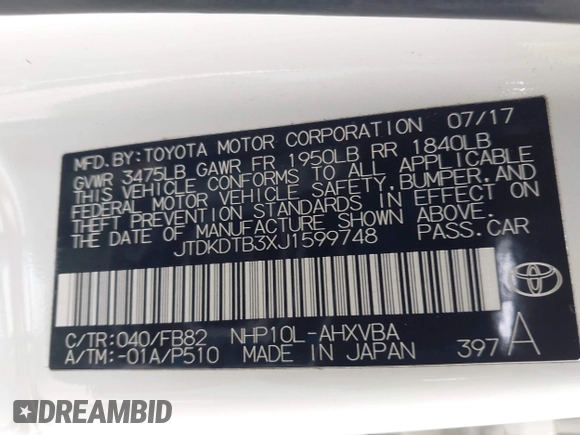 07/17
MFD.BY:TOYOTA MOTOR CORPORATION
GVWR 3475LB GAWR FR 1950LB RR 1840LB
THIS VEHICLE CONFORMS TO ALL APPLICABLE
FEDERAL MOTOR VEHICLE SAFETY,BUMPER,AND
THEFT PREVENTION STANDARDS IN EFFECT ON
THE DATE OF MANUFACTURE SHOWN ABOVE.
JTDKDTB3XJ1599748 PASS.CAR
C/TR:040/FB82 NHP10L-AHXVBA
A/TM:-01A/P510 MADE IN JAPAN 397 A
DREAMBID